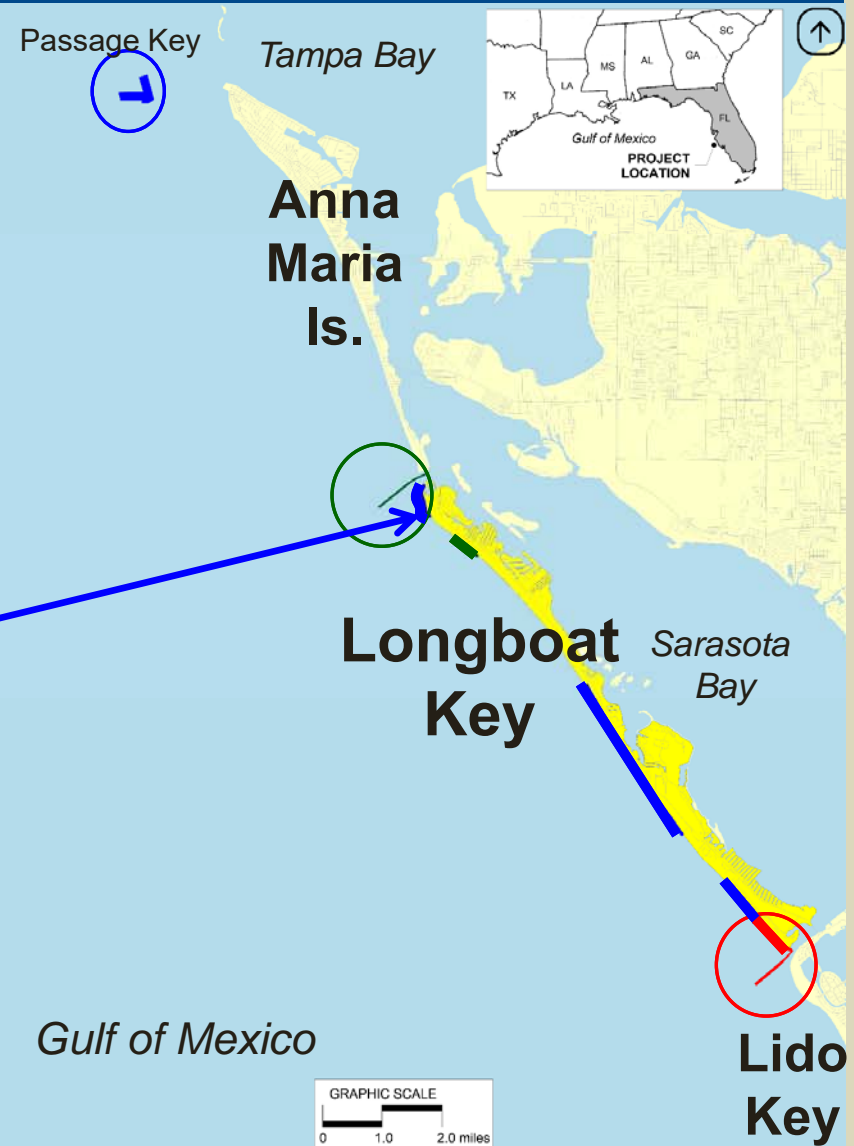 Passage Key
Tampa Bay
SC
MS
AL
GA
LA
TX
FL
Gulf of Mexico
PROJECT
LOCATION
Anna
Maria
Is.
Longboat
Key
Sarasota
Bay
Gulf of Mexico
Lido
Key
GRAPHIC SCALE
0 1.0 2.0 miles